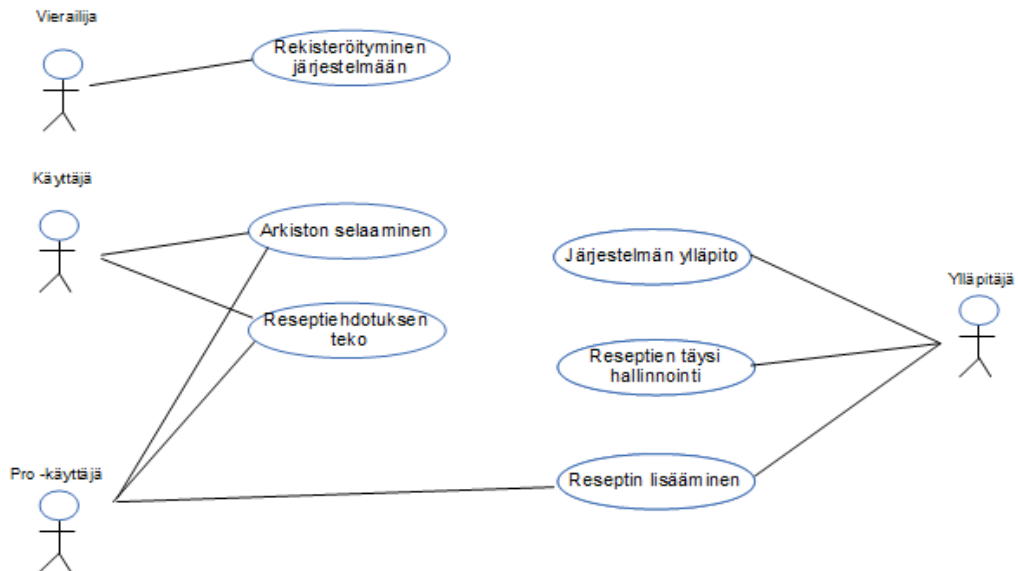 Vierailija
Rekisteröityminen
järjestelmään
Käyttäjä
Arkiston selaaminen
Järjestelmän ylläpito
Ylläpitäjä
Reseptiehdotuksen
teko
Reseptien täysi
hallinnointi
Pro -käyttäjä
Reseptin lisääminen